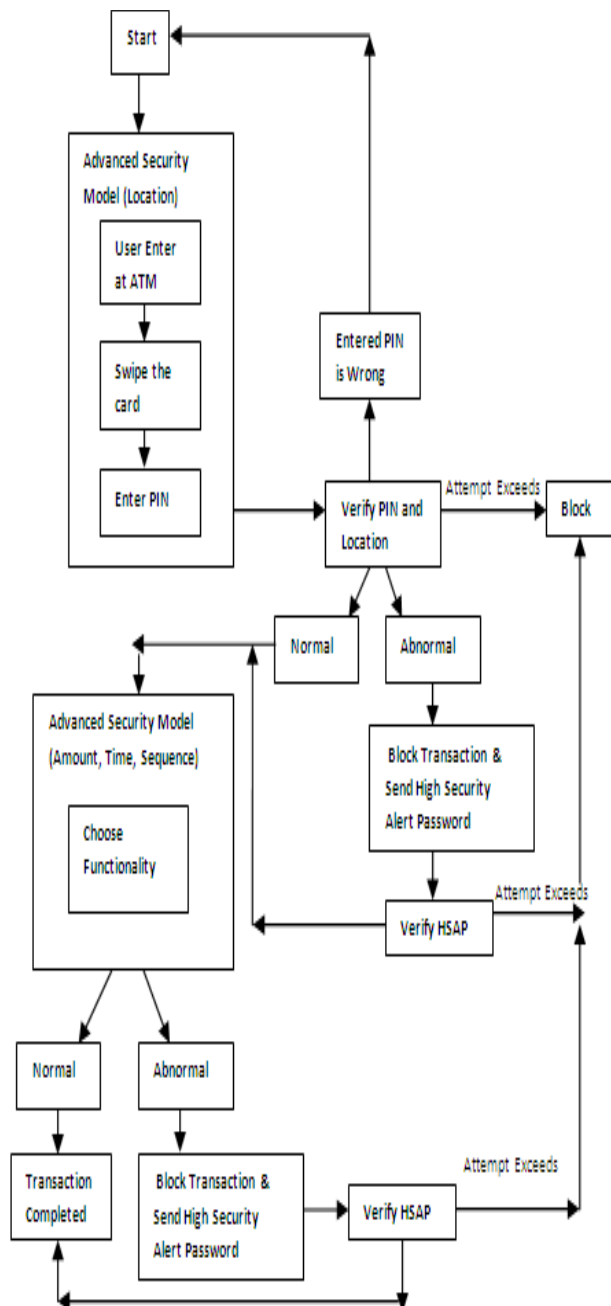 Start
Advanced Security
Model (Location)
User Enter
at ATM
Swipe the
card
Enter PIN
Entered PIN
is Wrong
Verify PIN and
Location
Attempt Exceeds
Block
Normal
Abnormal
Advanced Security Model
(Amount, Time, Sequence)
Choose
Functionality
Block Transaction &
Send High Security
Alert Password
Verify HSAP
Attempt Exceeds
Normal
Abnormal
Transaction
Completed
Block Transaction &
Send High Security
Alert Password
Verify HSAP
Attempt Exceeds